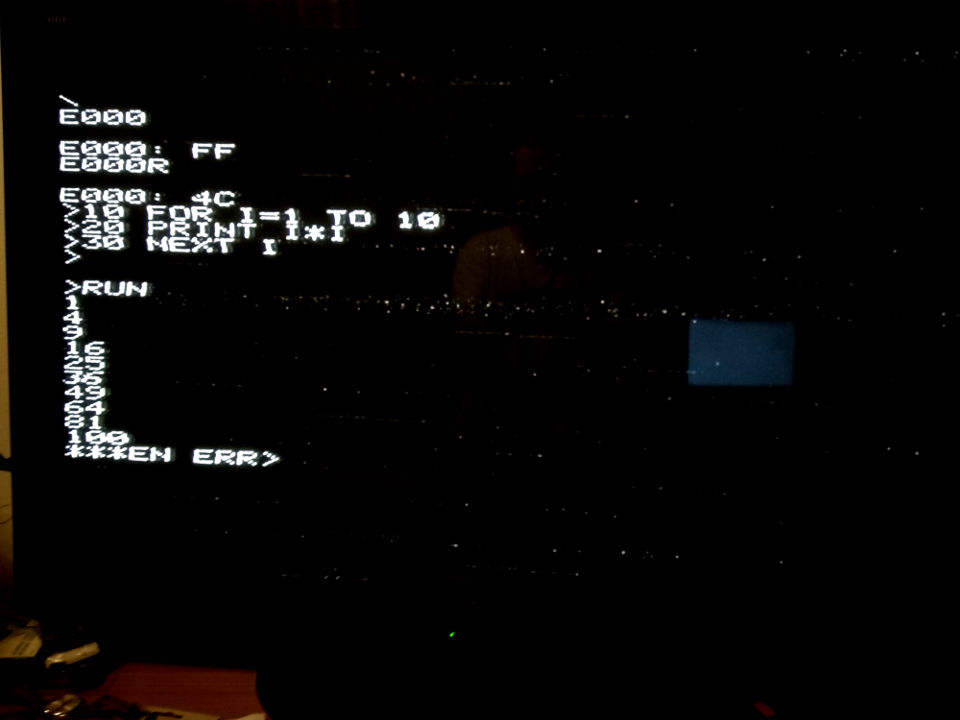 \
E000
E000: FF
E000R
E000: 4C
>10 FOR I=1 TO 10
>20 PRINT I*I
>30 NEXT I
>
>RUN
1
4
9
16
25
36
49
64
81
100
***EN ERR>